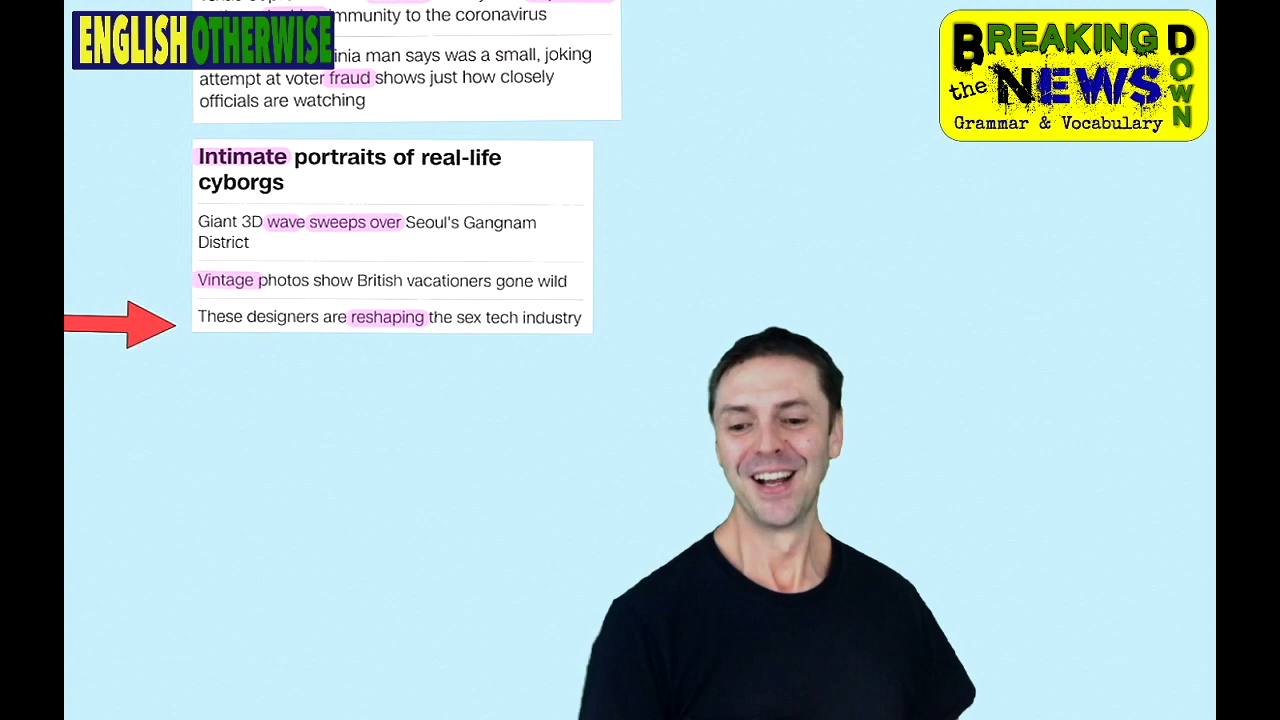 ENGLISH OTHERWISE
immunity to the coronavirus
man says was a small, joking
attempt at voter fraud shows just how closely
officials are watching
Intimate portraits of real-life
cyborgs
Giant 3D wave sweeps over Seoul's Gangnam
District
Vintage photos show British vacationers gone wild
These designers are reshaping the sex tech industry
BREAKING DOWN
the NEWS
Grammar & Vocabulary